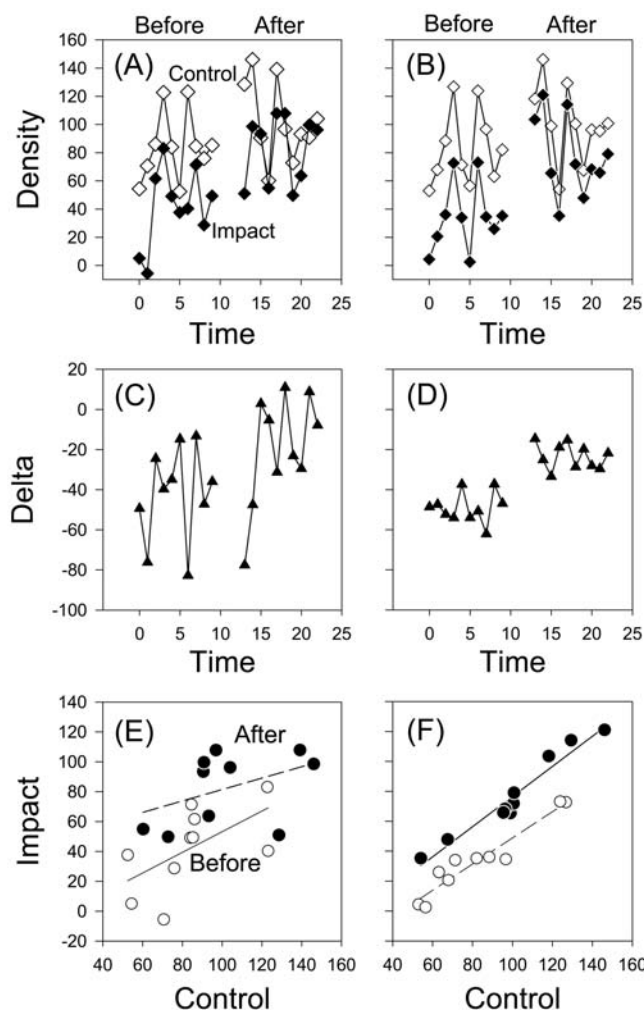 Before After Before After
(A) Control Impact
(B)
Density
160
140
120
100
80
60
40
20
0
0 5 10 15 20 25
0 5 10 15 20 25
Time Time
(C) (D)
Delta
20
0
-20
-40
-60
-80
-100
0 5 10 15 20 25
0 5 10 15 20 25
Time Time
(E) After Before
(F)
Impact
140
120
100
80
60
40
20
0
-20
40 60 80 100 120 140 160
40 60 80 100 120 140 160
Control Control